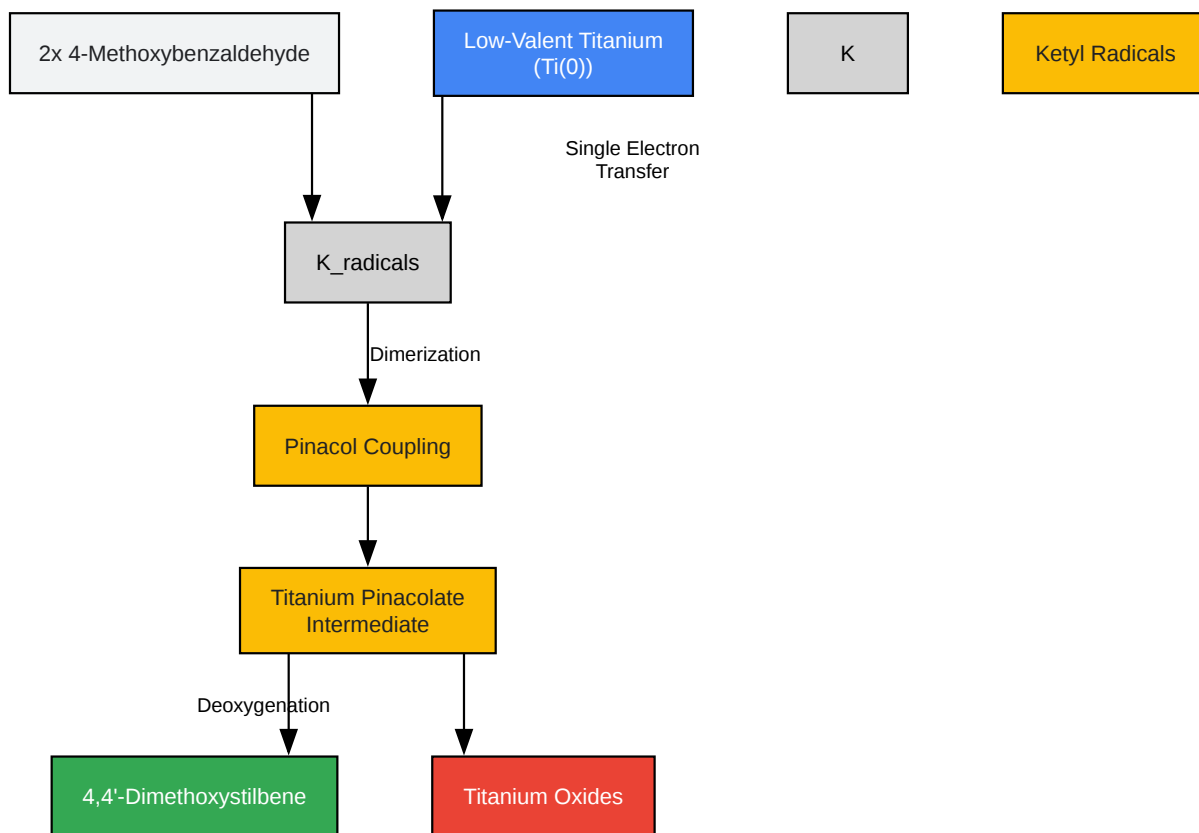 2x 4-Methoxybenzaldehyde
Low-Valent Titanium
(Ti(0))
K
Ketyl Radicals
Single Electron
Transfer
K_radicals
Dimerization
Pinacol Coupling
Titanium Pinacolate
Intermediate
Deoxygenation
4,4'-Dimethoxystilbene
Titanium Oxides